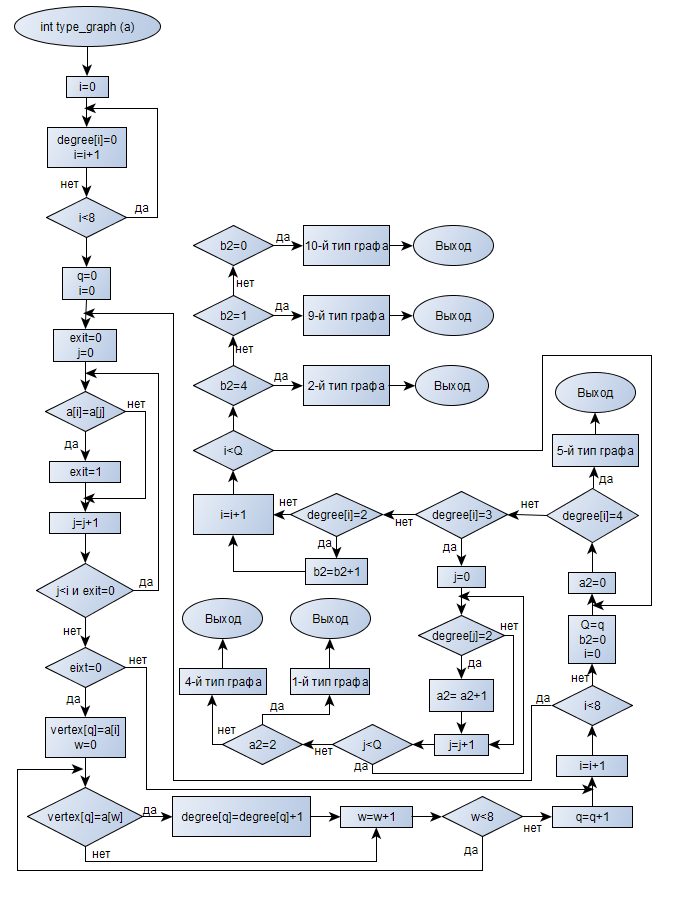 int type_graph (a)
i=0
degree[i]=0
i=i+1
нет
i<8
да
q=0
i=0
exit=0
j=0
a[i]=a[j]
нет
да
exit=1
j=j+1
j<i и exit=0
да
нет
eixt=0
нет
да
vertex[q]=a[i]
w=0
vertex[q]=a[w]
да
нет
degree[q]=degree[q]+1
w=w+1
w<8
нет
да
q=q+1
i=i+1
i<8
да
нет
Q=q
b2=0
i=0
a2=0
degree[i]=4
да
нет
5-й тип графа
Выход
degree[i]=3
нет
да
j=0
degree[j]=2
нет
да
a2= a2+1
j=j+1
j<Q
да
нет
a2=2
да
нет
1-й тип графа
Выход
4-й тип графа
Выход
degree[i]=2
нет
да
b2=b2+1
i=i+1
i<Q
b2=4
да
2-й тип графа
Выход
нет
b2=1
да
9-й тип графа
Выход
нет
b2=0
да
10-й тип графа
Выход